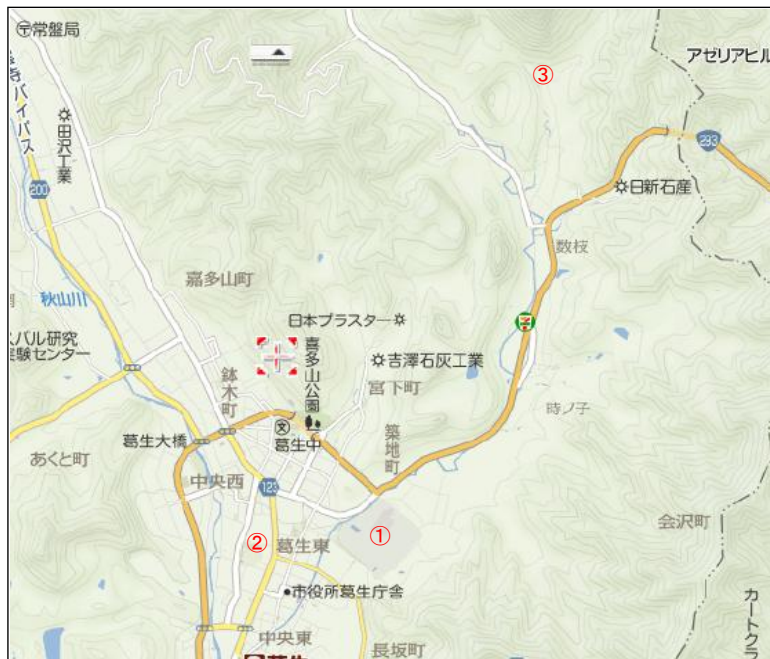 〒常盤局
アゼリアヒル
③
寺バイパス
田沢工業
293
200
日新石産
数枝
嘉多山町
秋山川
日本プラスター
スバル研究
実験センター
吉澤石灰工業
喜多山公園
宮下町
鉢木町
時ノ子
文
葛生大橋
葛生中
築地町
あくと町
中央西
123
会沢町
①
②
葛生東
市役所葛生庁舎
カートクラ
中央東
長坂町